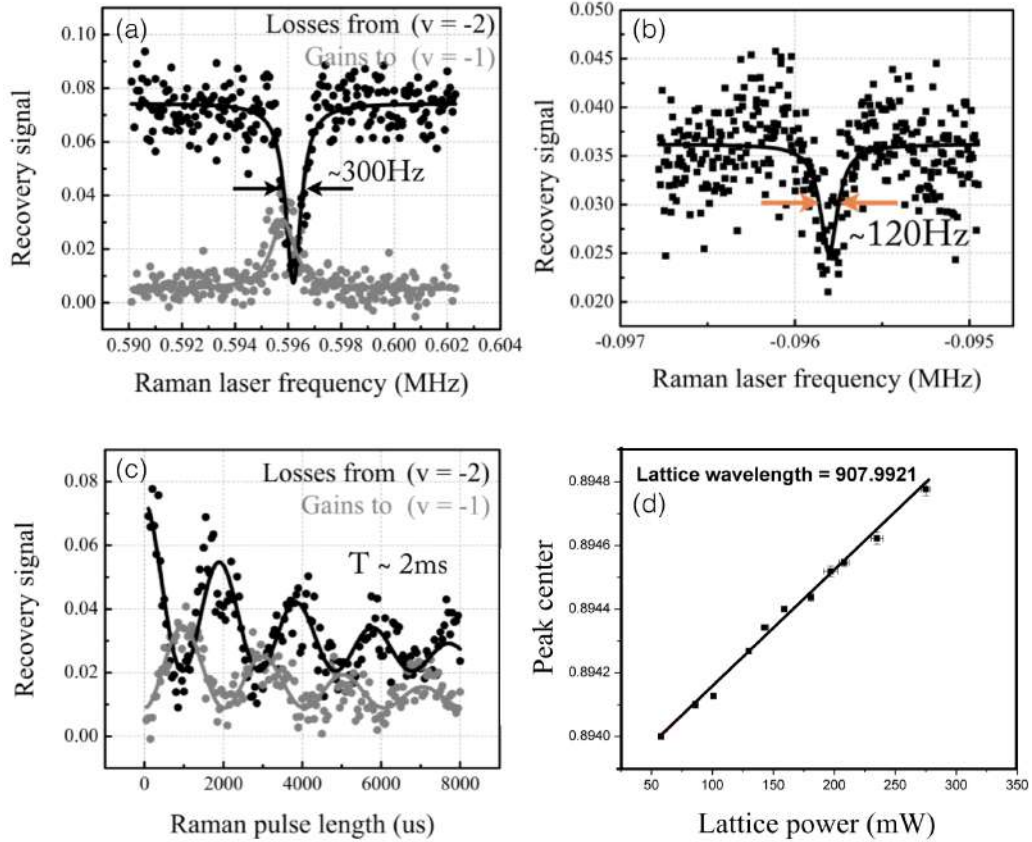 (a)
Losses from (v = -2)
Gains to (v = -1)
~300Hz
Recovery signal
0.10
0.08
0.06
0.04
0.02
0.00
0.590 0.592 0.594 0.596 0.598 0.600 0.602 0.604
Raman laser frequency (MHz)
(b)
~120Hz
Recovery signal
0.045
0.040
0.035
0.030
0.025
0.020
-0.097 -0.096 -0.095
Raman laser frequency (MHz)
(c)
Losses from (v = -2)
Gains to (v = -1)
T ~ 2ms
Recovery signal
0.08
0.06
0.04
0.02
0.00
0 2000 4000 6000 8000
Raman pulse length (us)
Lattice wavelength = 907.9921
(d)
Peak center
0.8948
0.8946
0.8944
0.8942
0.8940
50 100 150 200 250 300 350
Lattice power (mW)